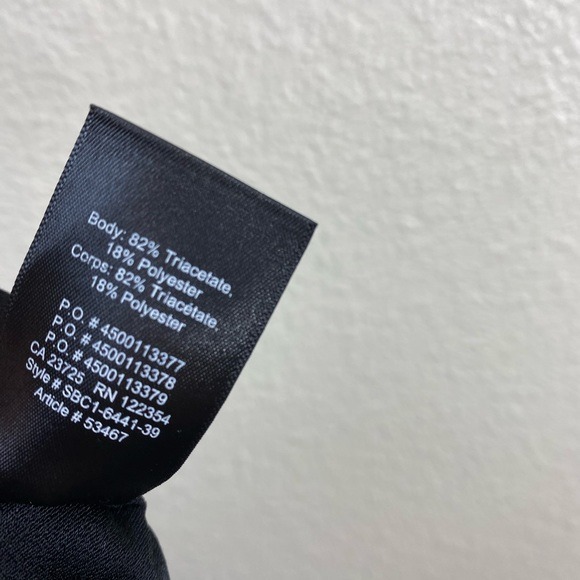 Body: 82% Triacetate,
18% Polyester
Corps: 82% Triacétate,
18% Polyester
P.O. # 4500113377
P.O. # 4500113378
P.O. # 4500113379
CA 23725 RN 122354
Style # SBC1-6441-39
Article # 53467